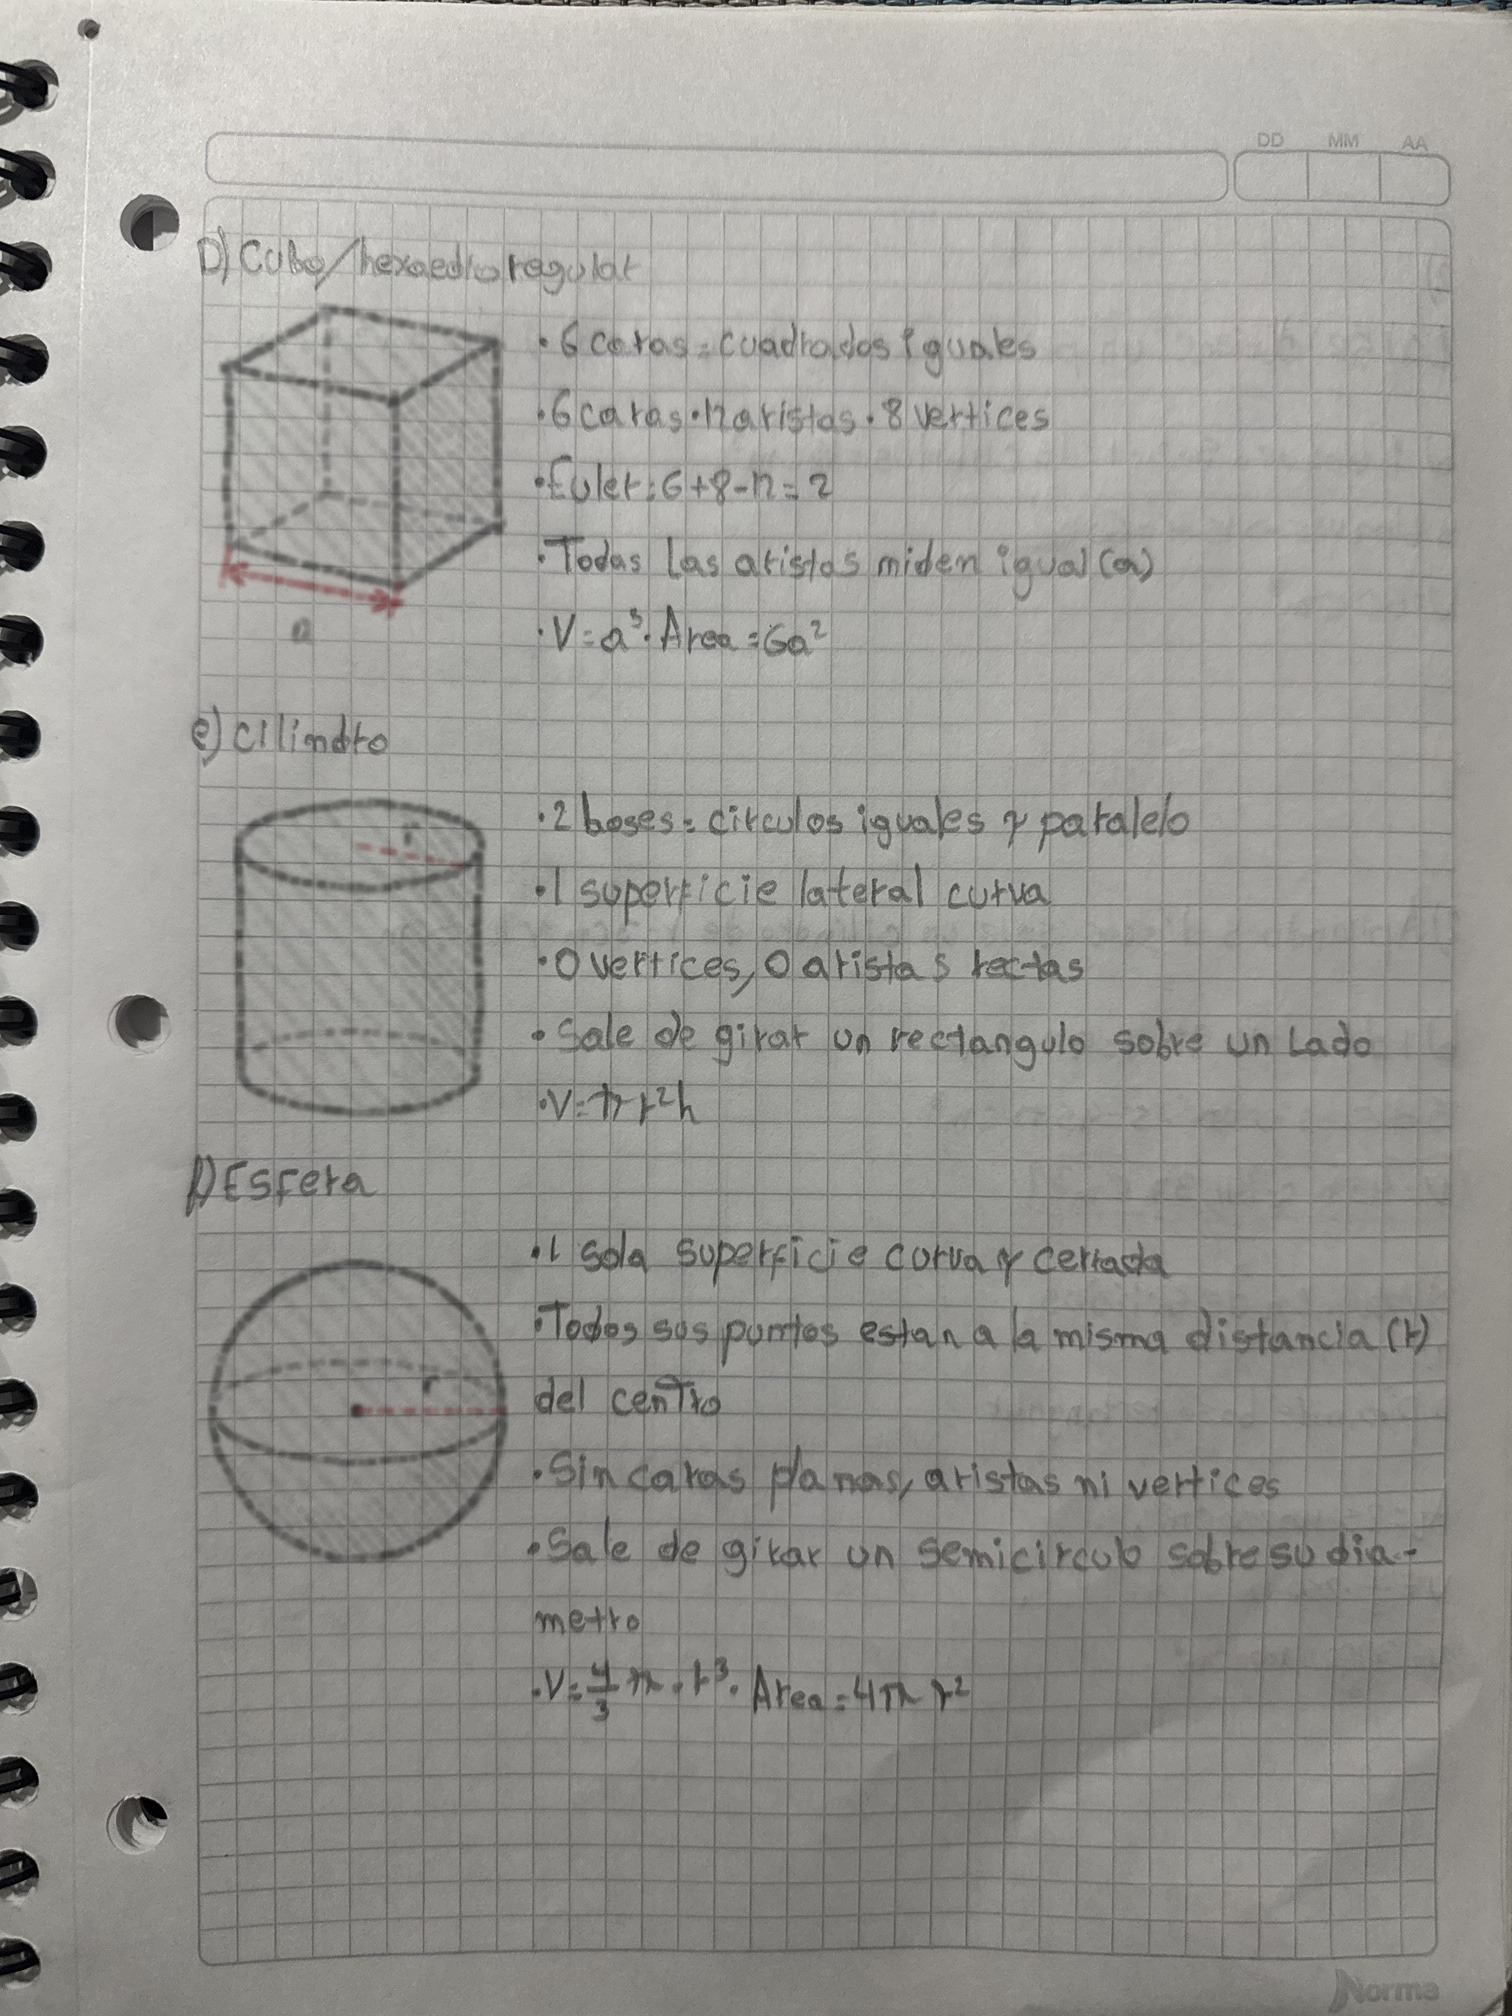 DD MM AA
D) Cubo/hexaedro regular
• 6 caras = cuadrados iguales
• 6 caras • 12 aristas • 8 vertices
• Euler: 6+8-12=2
• Todas las aristas miden igual (a)
a
• V=a³ • Area=6a²
e) cilindro
r
• 2 bases = circulos iguales y paralelo
• 1 superficie lateral curva
• 0 vertices, 0 aristas rectas
• Sale de girar un rectangulo sobre un lado
• V=πr²h
f) Esfera
• 1 sola superficie curva y cerrada
• Todos sus puntos estan a la misma distancia (r)
r
del centro
• Sin caras planas, aristas ni vertices
• Sale de girar un semicirculo sobre su dia-
metro
• V=4/3 π • r³ • Area=4π r²
Norma